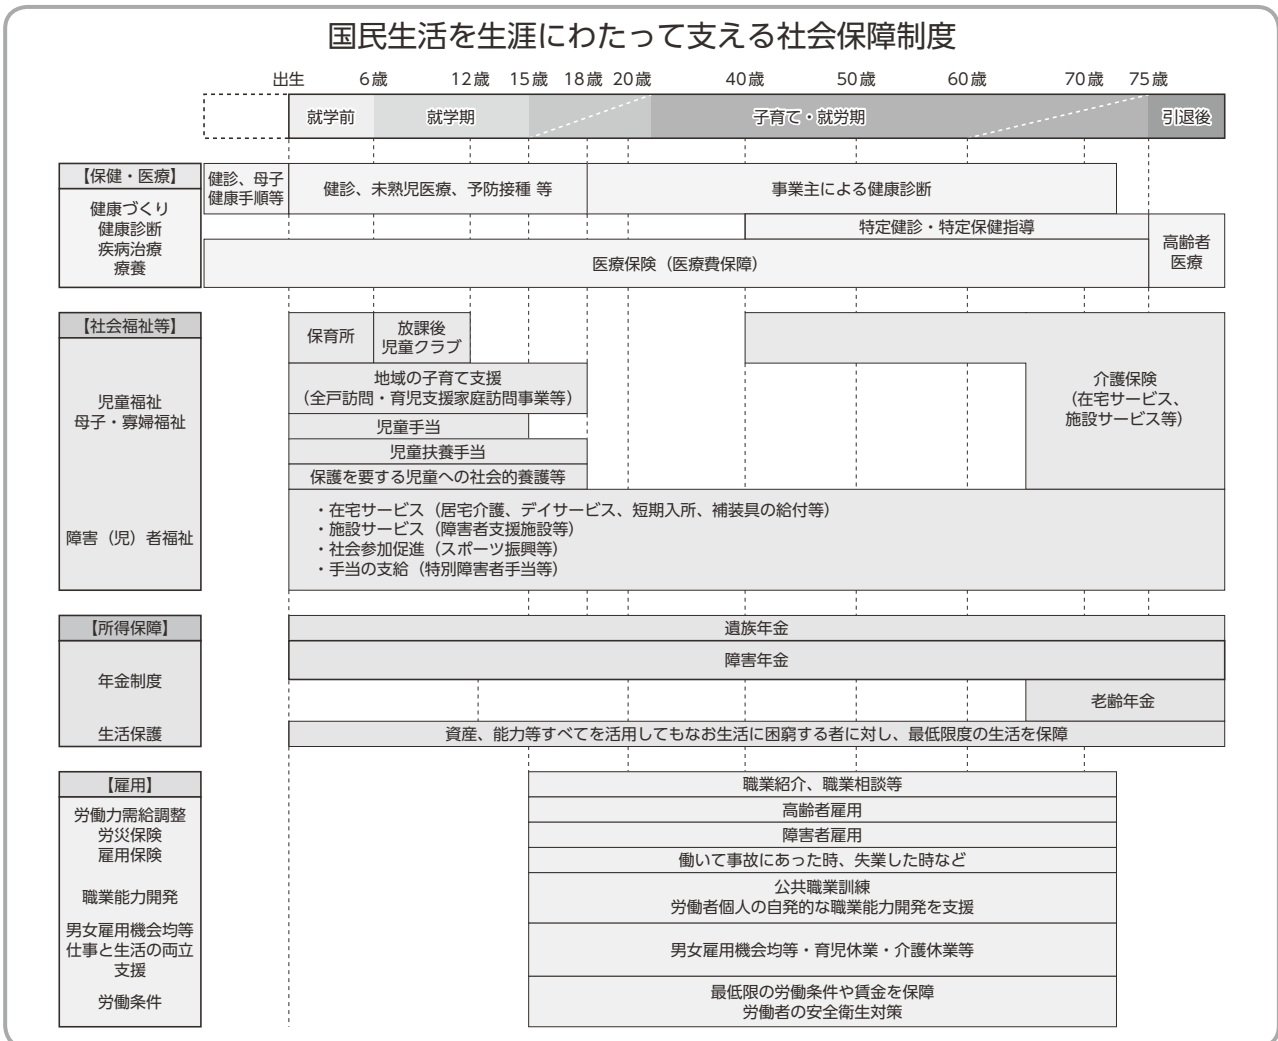 国民生活を生涯にわたって支える社会保障制度
出生 6歳 12歳 15歳 18歳 20歳 40歳 50歳 60歳 70歳 75歳
就学前 就学期 子育て・就労期 引退後
【保健・医療】
健康づくり
健康診断
疾病治療
療養
健診、母子
健康手順等
健診、未熟児医療、予防接種 等
事業主による健康診断
特定健診・特定保健指導
医療保険（医療費保障）
高齢者
医療
【社会福祉等】
児童福祉
母子・寡婦福祉
障害（児）者福祉
保育所
放課後
児童クラブ
地域の子育て支援
（全戸訪問・育児支援家庭訪問事業等）
児童手当
児童扶養手当
保護を要する児童への社会的養護等
介護保険
（在宅サービス、
施設サービス等）
・在宅サービス（居宅介護、デイサービス、短期入所、補装具の給付等）
・施設サービス（障害者支援施設等）
・社会参加促進（スポーツ振興等）
・手当の支給（特別障害者手当等）
【所得保障】
年金制度
生活保護
遺族年金
障害年金
老齢年金
資産、能力等すべてを活用してもなお生活に困窮する者に対し、最低限度の生活を保障
【雇用】
労働力需給調整
労災保険
雇用保険
職業能力開発
男女雇用機会均等
仕事と生活の両立
支援
労働条件
職業紹介、職業相談等
高齢者雇用
障害者雇用
働いて事故にあった時、失業した時など
公共職業訓練
労働者個人の自発的な職業能力開発を支援
男女雇用機会均等・育児休業・介護休業等
最低限の労働条件や賃金を保障
労働者の安全衛生対策